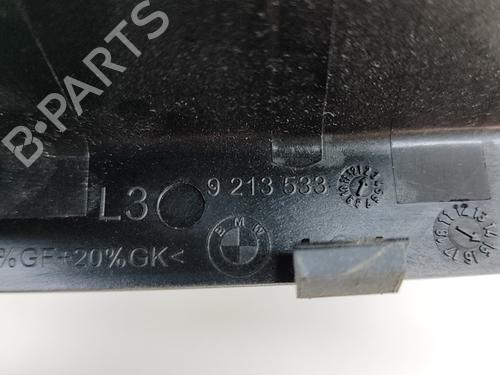 B-PARTS
L3 9 213 533
%GF+20%GK<
BMW